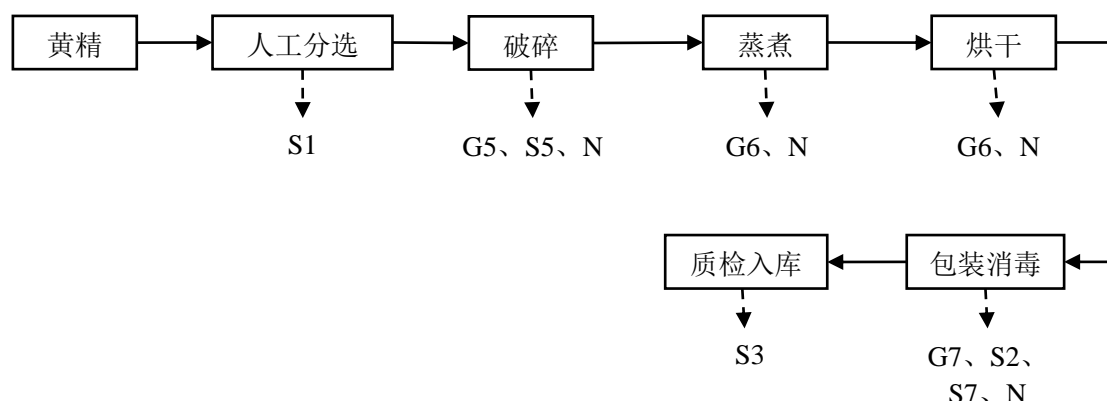 黄精
人工分选
破碎
蒸煮
烘干
S1
G5、S5、N
G6、N
G6、N
质检入库
包装消毒
S3
G7、S2、
S7、N